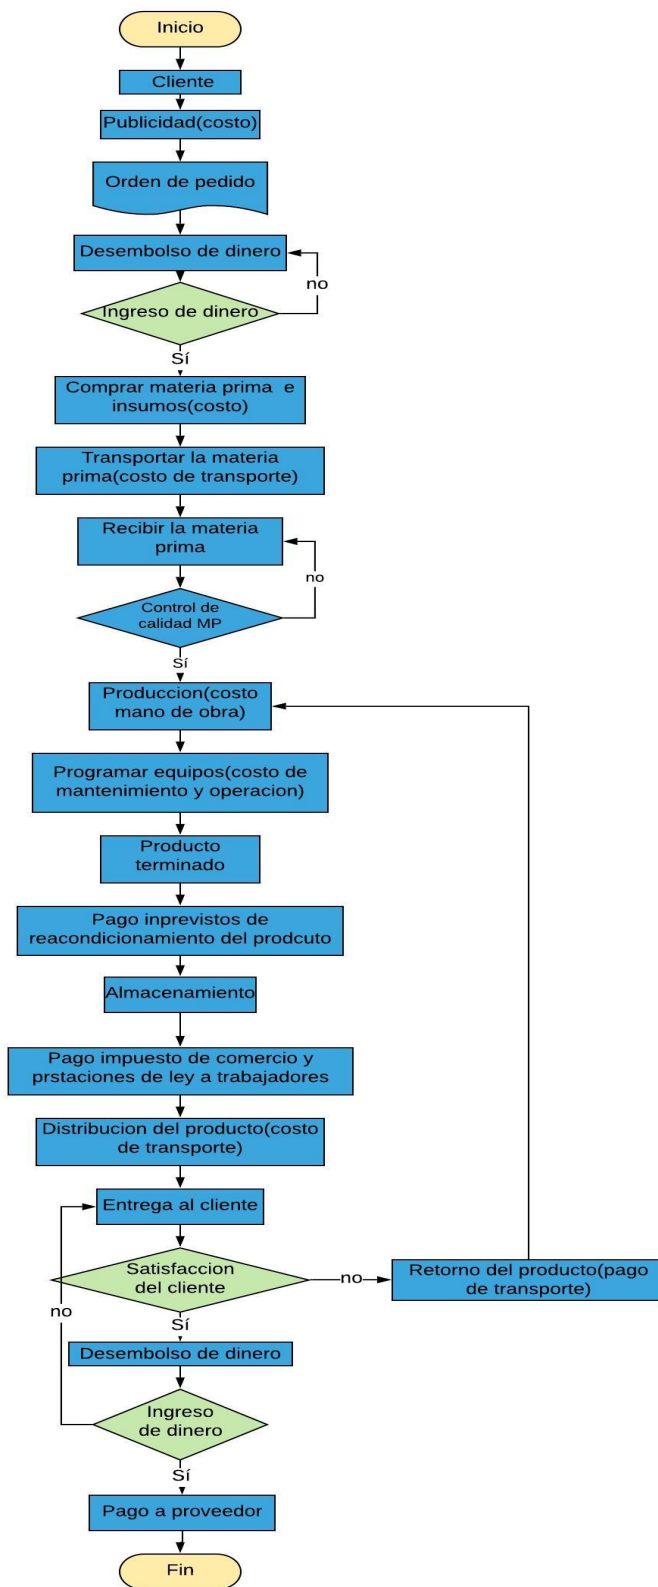 Inicio
Cliente
Publicidad(costo)
Orden de pedido
Desembolso de dinero
no
Ingreso de dinero
Sí
Comprar materia prima e
insumos(costo)
Transportar la materia
prima(costo de transporte)
Recibir la materia
prima
no
Control de
calidad MP
Sí
Produccion(costo
mano de obra)
Programar equipos(costo de
mantenimiento y operacion)
Producto
terminado
Pago inprevistos de
reacondicionamiento del prodcuto
Almacenamiento
Pago impuesto de comercio y
prstaciones de ley a trabajadores
Distribucion del producto(costo
de transporte)
Entrega al cliente
Satisfaccion
del cliente
no
Retorno del producto(pago
de transporte)
no
Sí
Desembolso de dinero
Ingreso
de dinero
Sí
Pago a proveedor
Fin